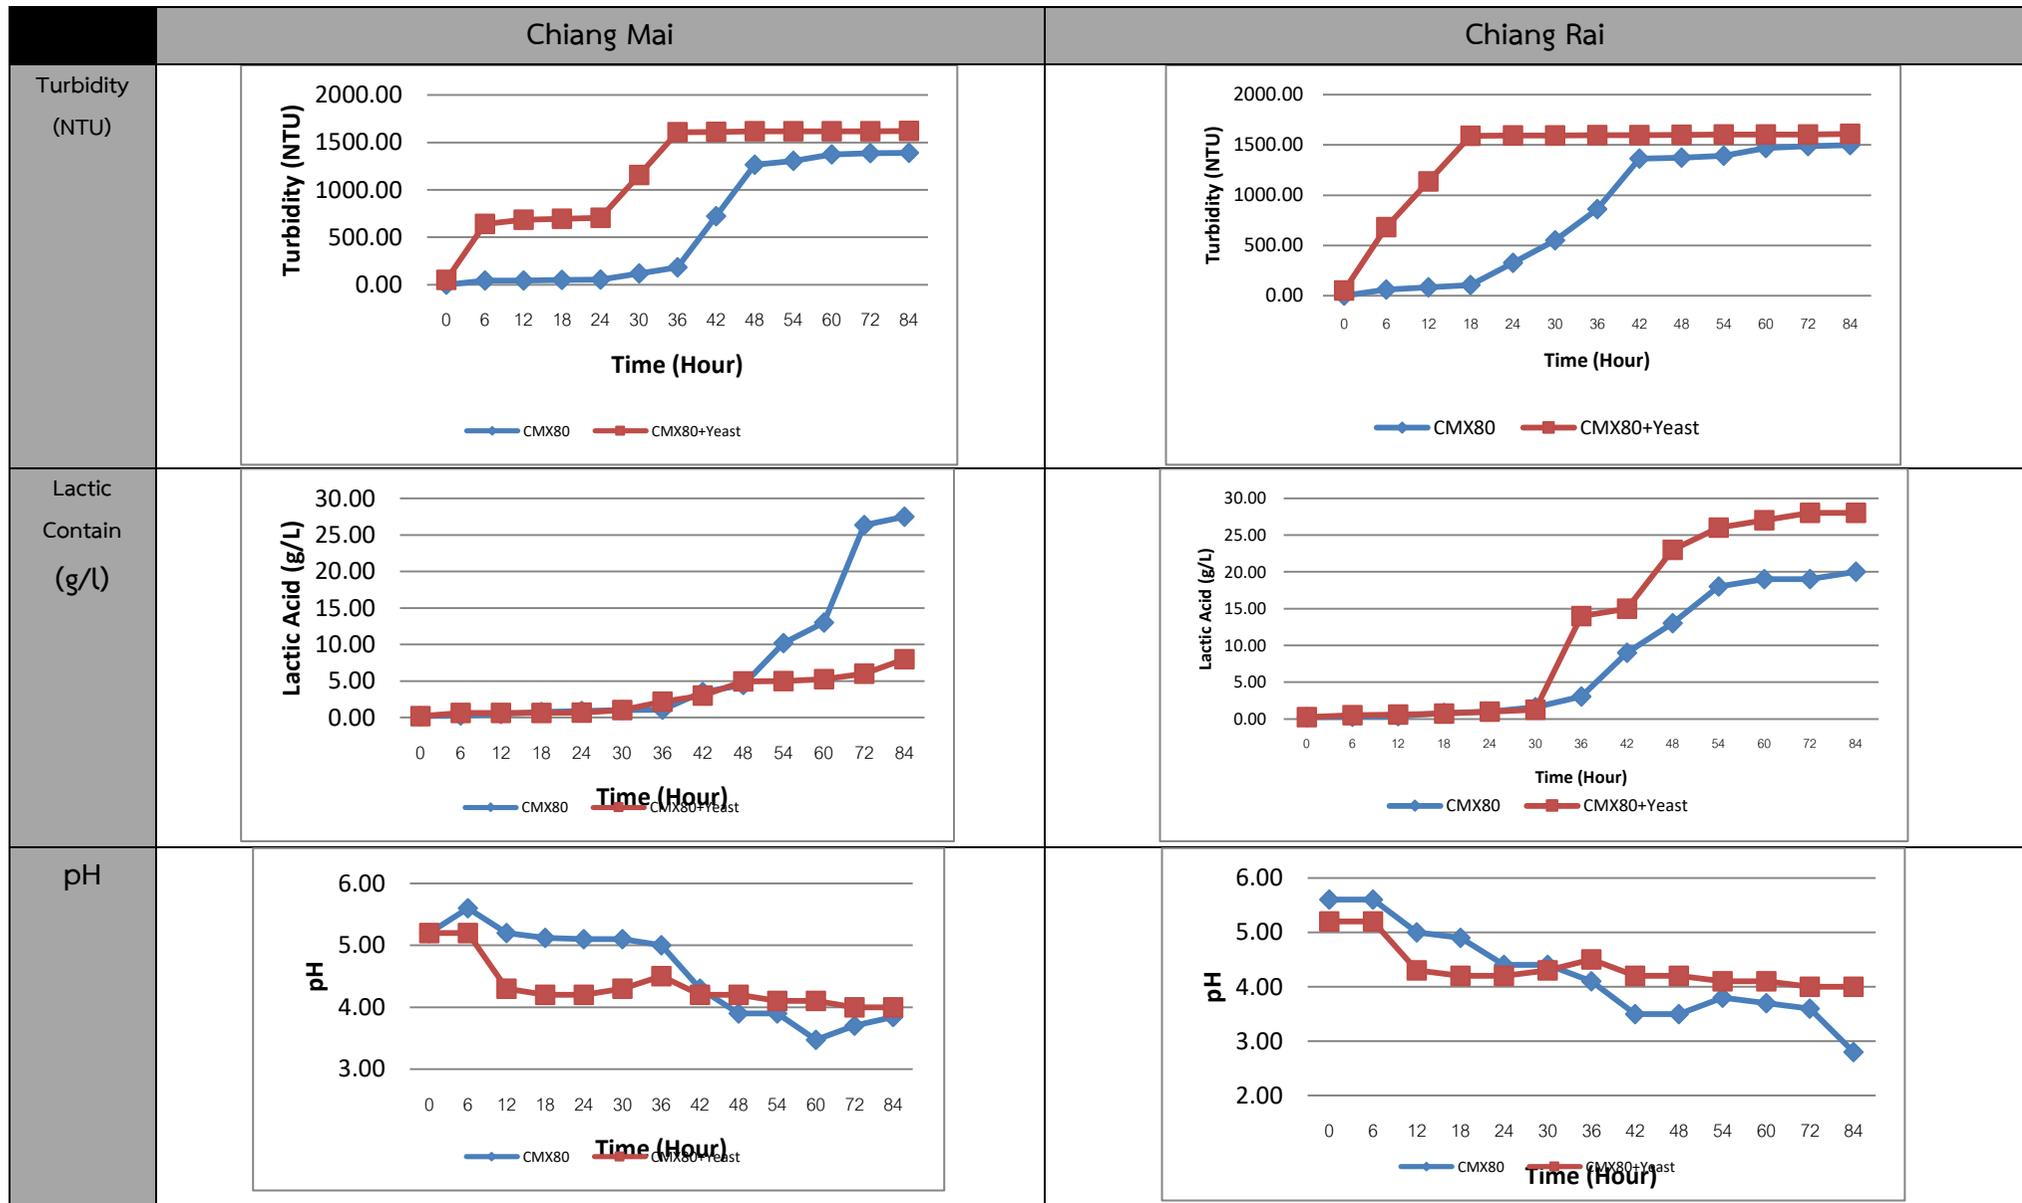 Chiang Mai
Chiang Rai
Turbidity
(NTU)
2000.00
1500.00
1000.00
500.00
0.00
Turbidity (NTU)
0 6 12 18 24 30 36 42 48 54 60 72 84
Time (Hour)
CMX80 CMX80+Yeast
2000.00
1500.00
1000.00
500.00
0.00
Turbidity (NTU)
0 6 12 18 24 30 36 42 48 54 60 72 84
Time (Hour)
CMX80 CMX80+Yeast
Lactic
Contain
(g/l)
30.00
25.00
20.00
15.00
10.00
5.00
0.00
Lactic Acid (g/L)
0 6 12 18 24 30 36 42 48 54 60 72 84
Time (Hour)
CMX80 CMX80+Yeast
30.00
25.00
20.00
15.00
10.00
5.00
0.00
Lactic Acid (g/L)
0 6 12 18 24 30 36 42 48 54 60 72 84
Time (Hour)
CMX80 CMX80+Yeast
pH
6.00
5.00
4.00
3.00
pH
0 6 12 18 24 30 36 42 48 54 60 72 84
Time (Hour)
CMX80 CMX80+Yeast
6.00
5.00
4.00
3.00
2.00
pH
0 6 12 18 24 30 36 42 48 54 60 72 84
CMX80 CMX80+Yeast
Time (Hour)